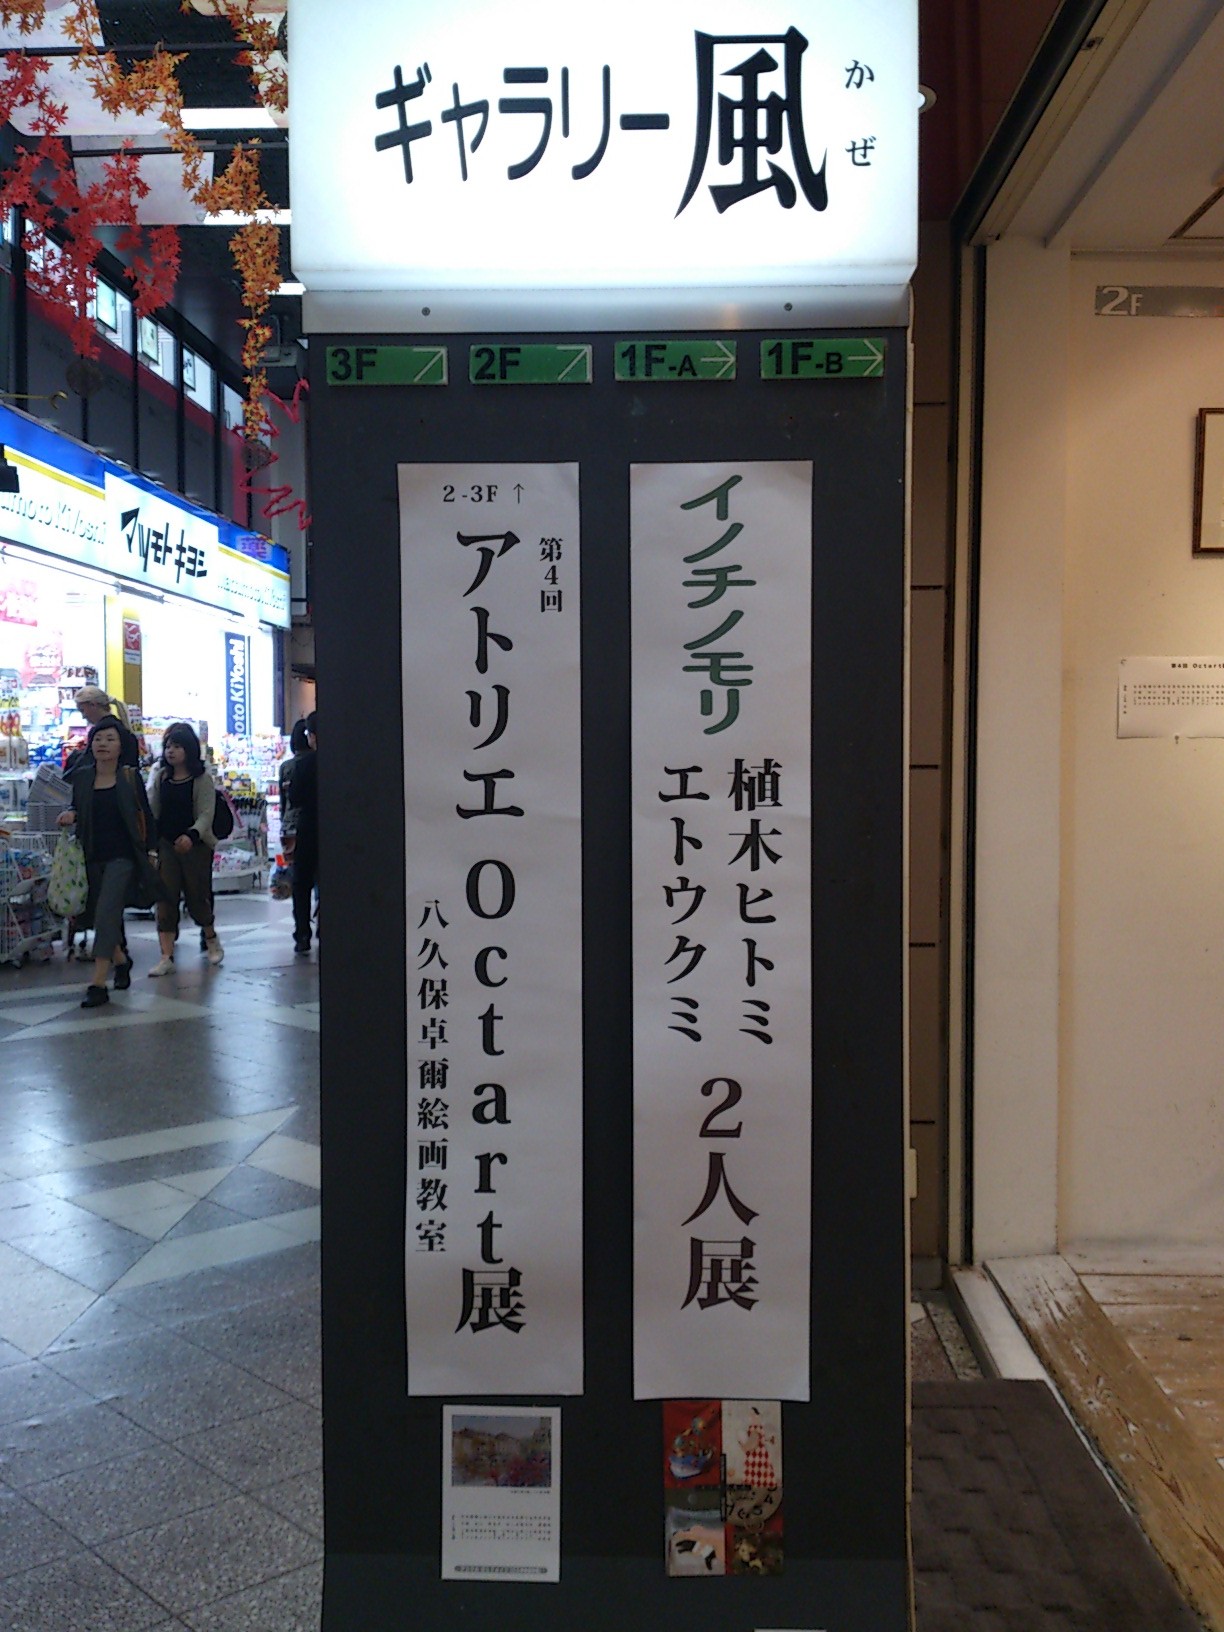 ギャラリー風
かぜ
3F
2F
1F-A
1F-B
2-3F ↑
第4回
アトリエ Octart展
八久保卓爾絵画教室
イノチノモリ
植木ヒトミ
エトウクミ
2人展
マツモトキヨシ
薬
2F